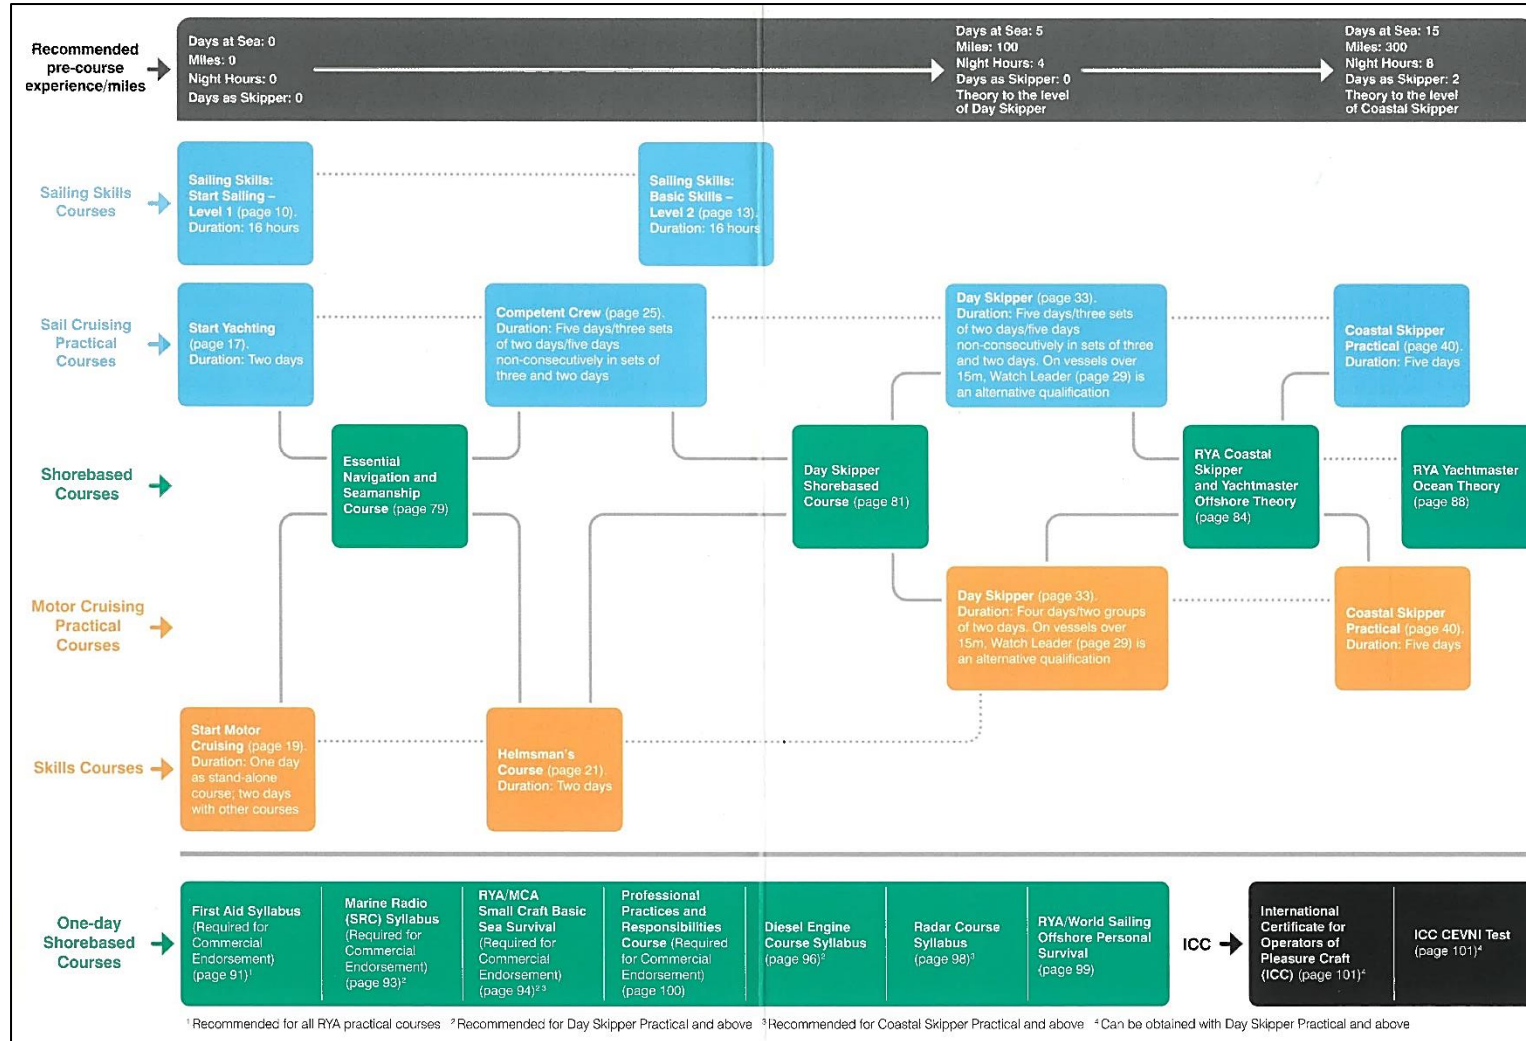 Recommended
pre-course
experience/miles
Days at Sea: 0
Miles: 0
Night Hours: 0
Days as Skipper: 0
Days at Sea: 5
Miles: 100
Night Hours: 4
Days as Skipper: 0
Theory to the level
of Day Skipper
Days at Sea: 15
Miles: 300
Night Hours: 8
Days as Skipper: 2
Theory to the level
of Coastal Skipper
Sailing Skills
Courses
Sailing Skills:
Start Sailing –
Level 1 (page 10).
Duration: 16 hours
Sailing Skills:
Basic Skills –
Level 2 (page 13).
Duration: 16 hours
Sail Cruising
Practical
Courses
Start Yachting
(page 17).
Duration: Two days
Competent Crew (page 25).
Duration: Five days/three sets
of two days/five days
non-consecutively in sets of
three and two days
Day Skipper (page 33).
Duration: Five days/three sets
of two days/five days
non-consecutively in sets of three
and two days. On vessels over
15m, Watch Leader (page 29) is
an alternative qualification
Coastal Skipper
Practical (page 40).
Duration: Five days
Shorebased
Courses
Essential
Navigation and
Seamanship
Course (page 79)
Day Skipper
Shorebased
Course (page 81)
RYA Coastal
Skipper
and Yachtmaster
Offshore Theory
(page 84)
RYA Yachtmaster
Ocean Theory
(page 88)
Motor Cruising
Practical
Courses
Day Skipper (page 33).
Duration: Four days/two groups
of two days. On vessels over
15m, Watch Leader (page 29) is
an alternative qualification
Coastal Skipper
Practical (page 40).
Duration: Five days
Skills Courses
Start Motor
Cruising (page 19).
Duration: One day
as stand-alone
course; two days
with other courses
Helmsman's
Course (page 21).
Duration: Two days
One-day
Shorebased
Courses
First Aid Syllabus
(Required for
Commercial
Endorsement)
(page 91)¹
Marine Radio
(SRC) Syllabus
(Required for
Commercial
Endorsement)
(page 93)²
RYA/MCA
Small Craft Basic
Sea Survival
(Required for
Commercial
Endorsement)
(page 94)²˒³
Professional
Practices and
Responsibilities
Course (Required
for Commercial
Endorsement)
(page 100)
Diesel Engine
Course Syllabus
(page 96)²
Radar Course
Syllabus
(page 98)³
RYA/World Sailing
Offshore Personal
Survival
(page 99)
ICC
International
Certificate for
Operators of
Pleasure Craft
(ICC) (page 101)⁴
ICC CEVNI Test
(page 101)⁴
¹Recommended for all RYA practical courses ²Recommended for Day Skipper Practical and above ³Recommended for Coastal Skipper Practical and above ⁴Can be obtained with Day Skipper Practical and above